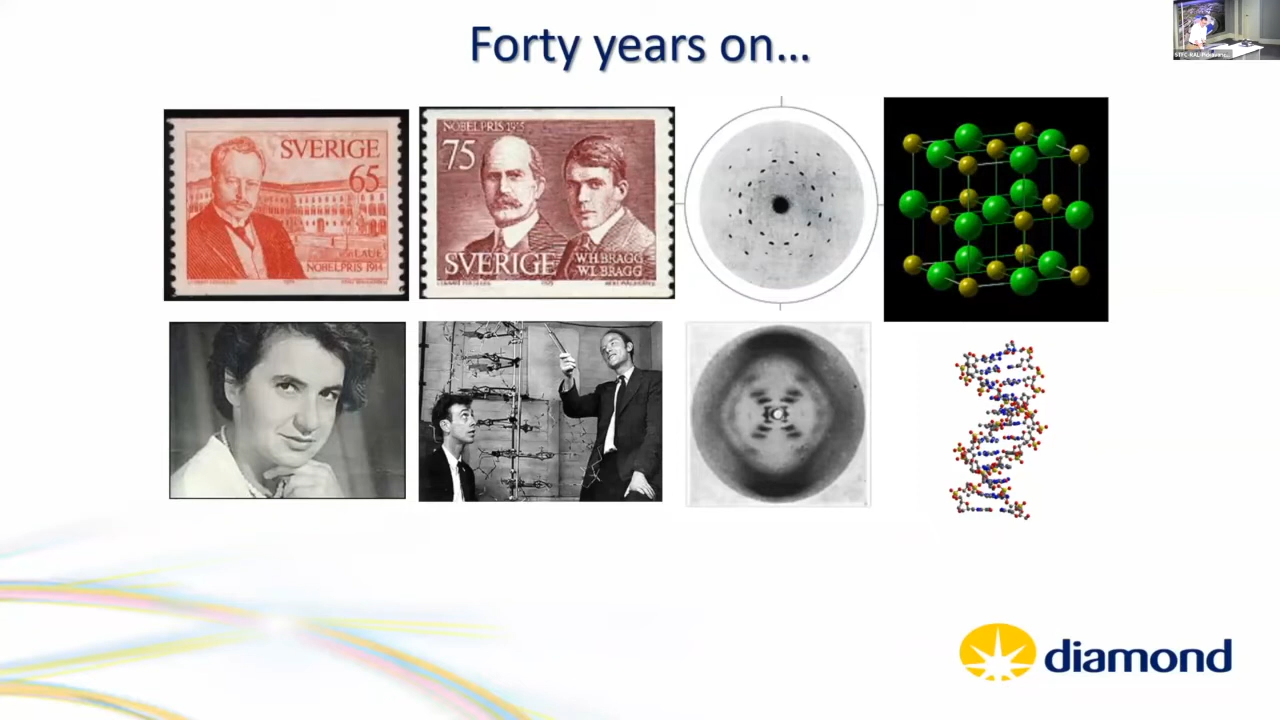 Forty years on...
SVERIGE
65
LAUE
NOBELPRIS 1914
NOBELPRIS 1915
75
SVERIGE
W.H.BRAGG
W.L.BRAGG
diamond